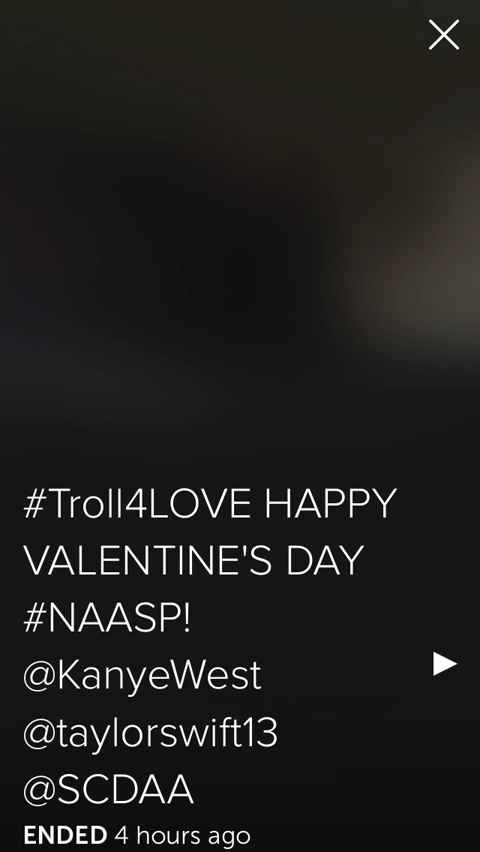 #Troll4LOVE HAPPY
VALENTINE'S DAY
#NAASP!
@KanyeWest
@taylorswift13
@SCDAA
ENDED 4 hours ago